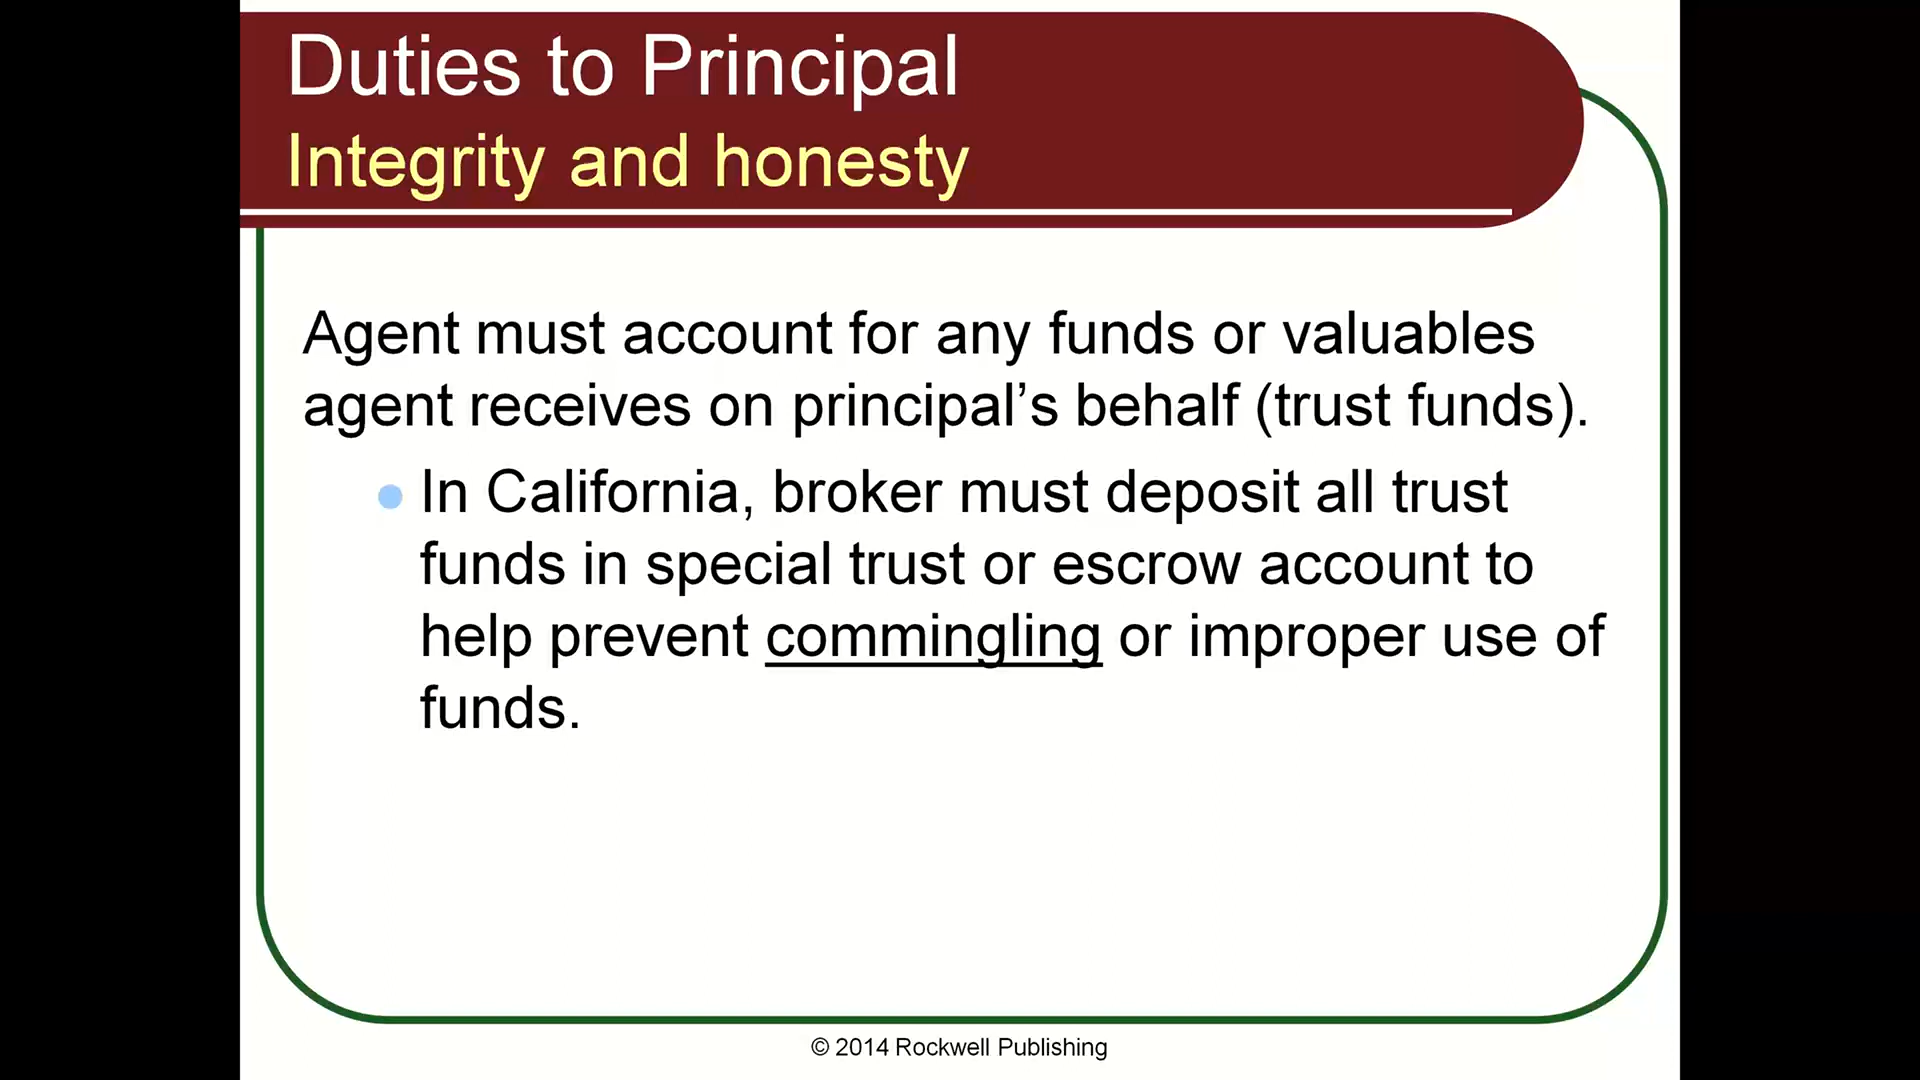 Duties to Principal
Integrity and honesty
Agent must account for any funds or valuables
agent receives on principal’s behalf (trust funds).
In California, broker must deposit all trust
funds in special trust or escrow account to
help prevent commingling or improper use of
funds.
© 2014 Rockwell Publishing